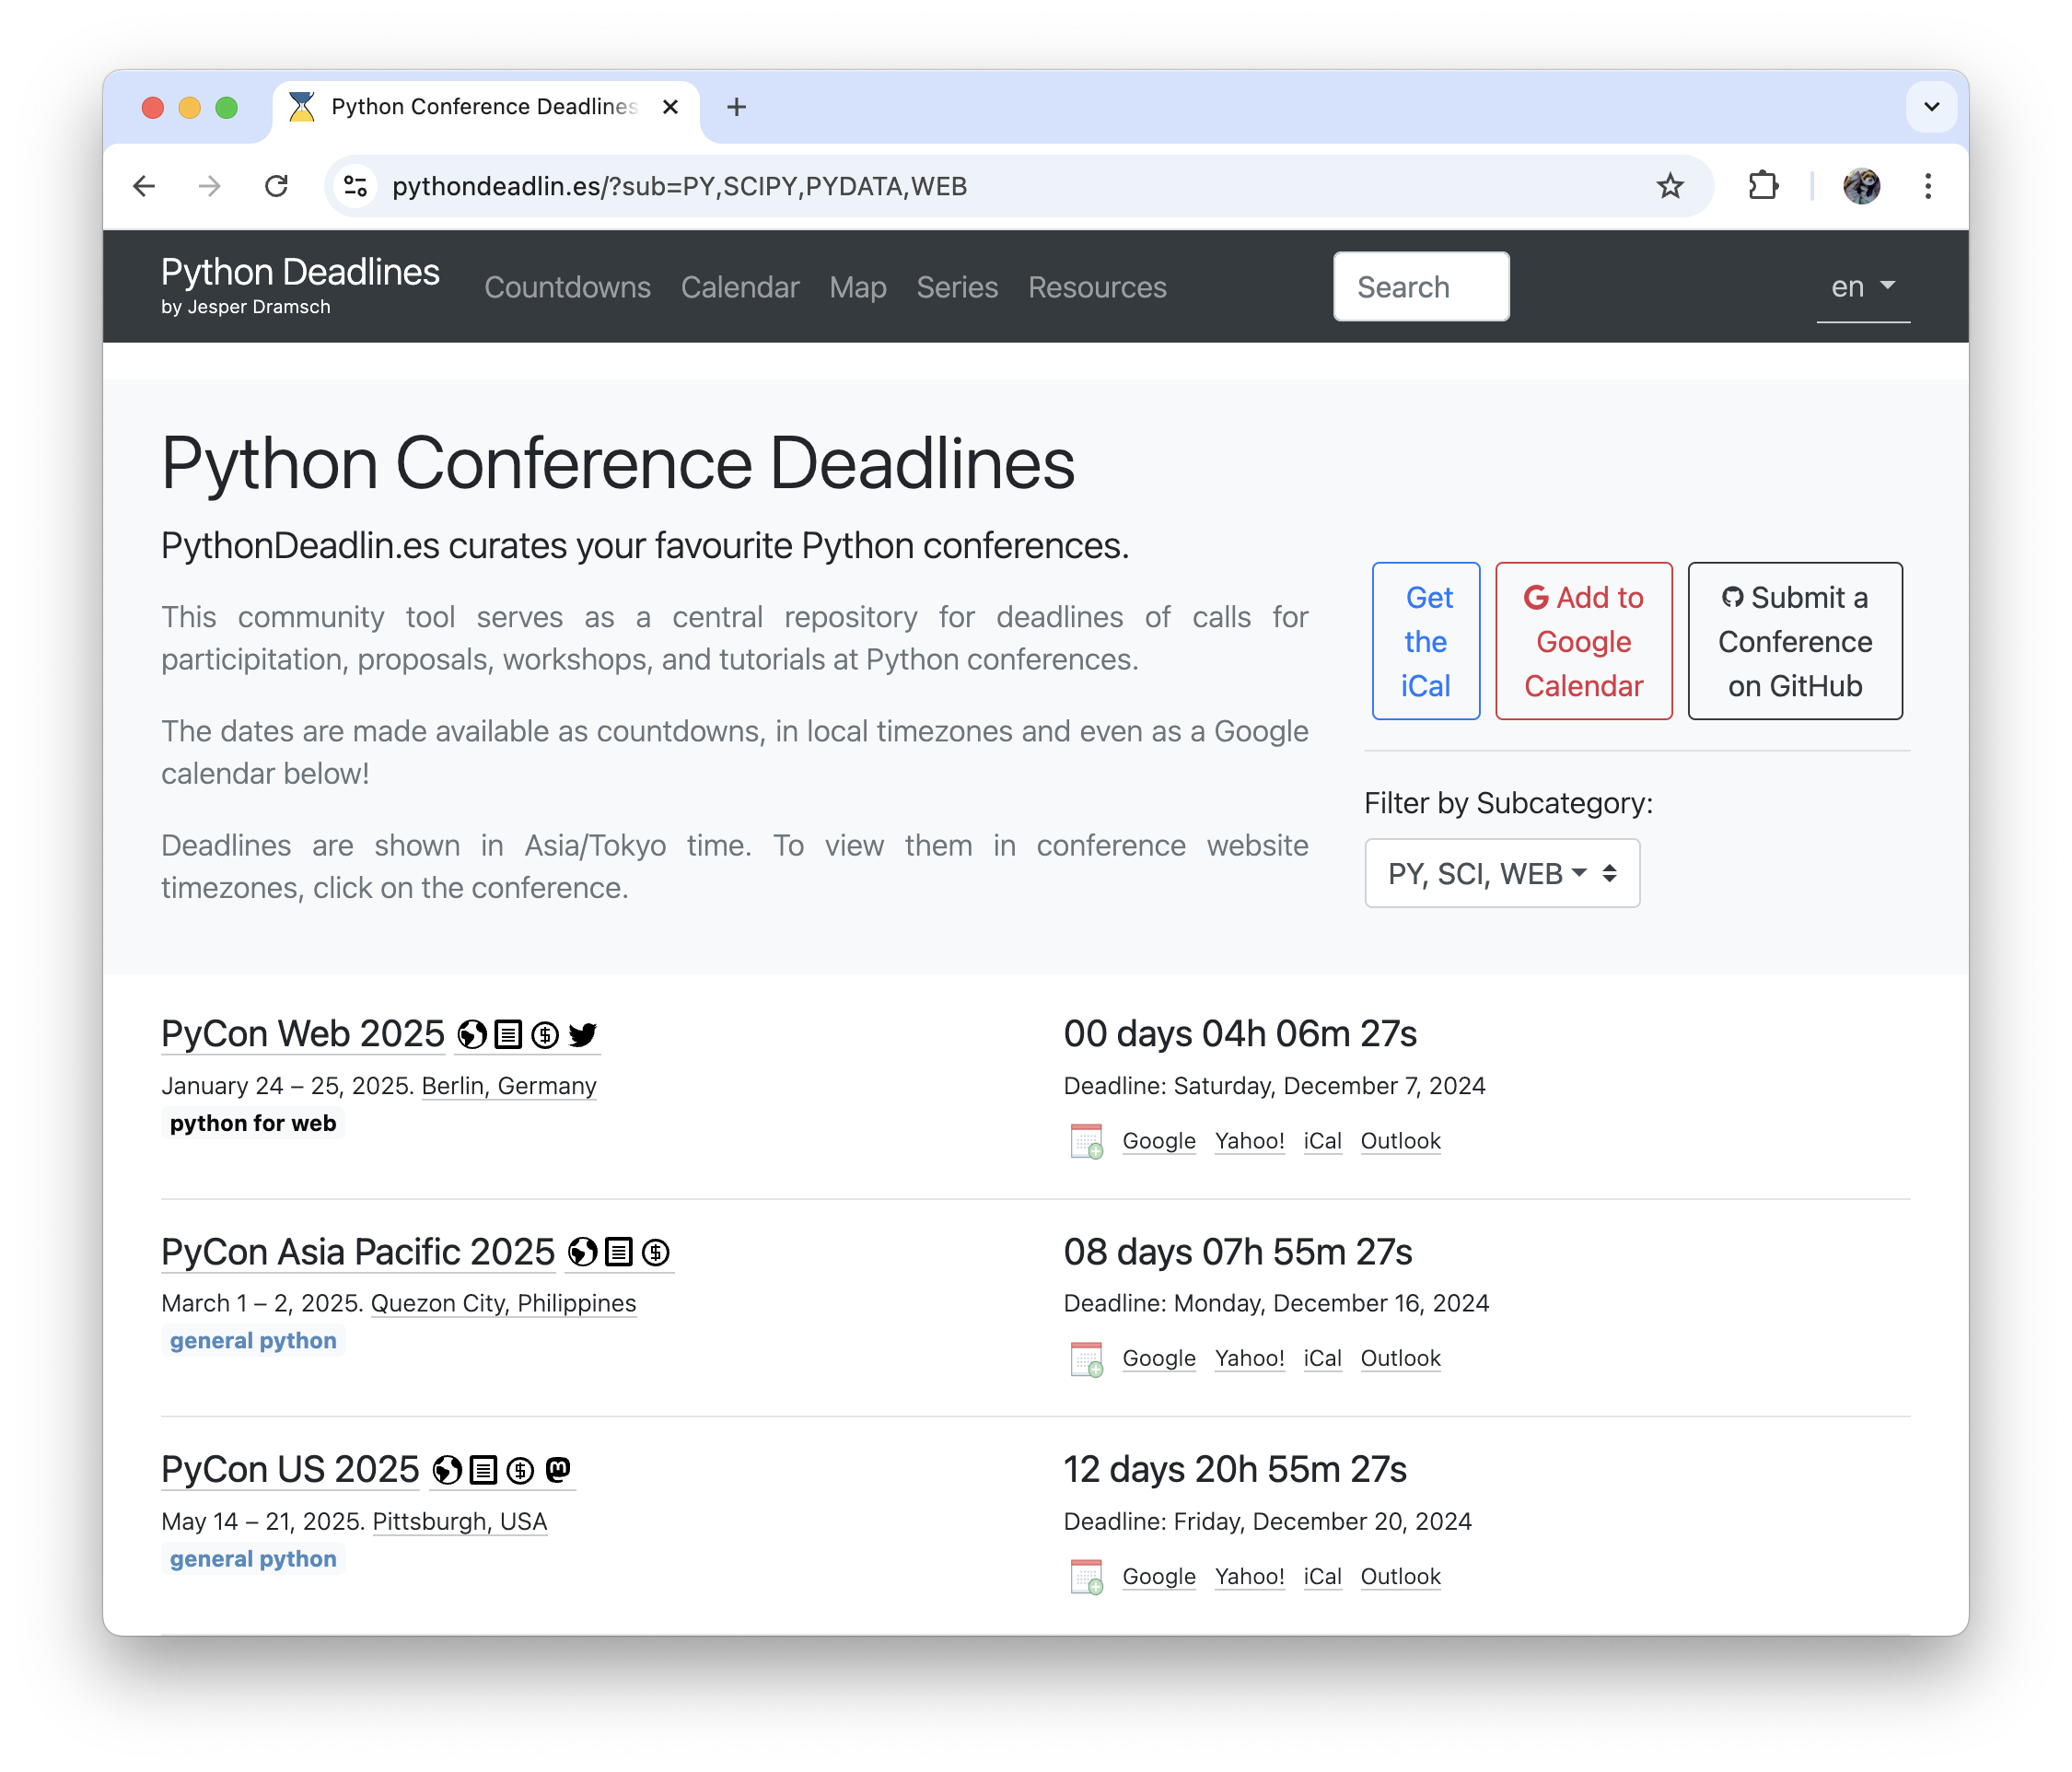 Python Conference Deadlines
pythondeadlin.es/?sub=PY,SCIPY,PYDATA,WEB
Python Deadlines
by Jesper Dramsch
Countdowns Calendar Map Series Resources
Search
en
Python Conference Deadlines
PythonDeadlin.es curates your favourite Python conferences.
This community tool serves as a central repository for deadlines of calls for
participitation, proposals, workshops, and tutorials at Python conferences.
The dates are made available as countdowns, in local timezones and even as a Google
calendar below!
Deadlines are shown in Asia/Tokyo time. To view them in conference website
timezones, click on the conference.
Get
the
iCal
Add to
Google
Calendar
Submit a
Conference
on GitHub
Filter by Subcategory:
PY, SCI, WEB
PyCon Web 2025
January 24 – 25, 2025. Berlin, Germany
python for web
00 days 04h 06m 27s
Deadline: Saturday, December 7, 2024
Google Yahoo! iCal Outlook
PyCon Asia Pacific 2025
March 1 – 2, 2025. Quezon City, Philippines
general python
08 days 07h 55m 27s
Deadline: Monday, December 16, 2024
Google Yahoo! iCal Outlook
PyCon US 2025
May 14 – 21, 2025. Pittsburgh, USA
general python
12 days 20h 55m 27s
Deadline: Friday, December 20, 2024
Google Yahoo! iCal Outlook